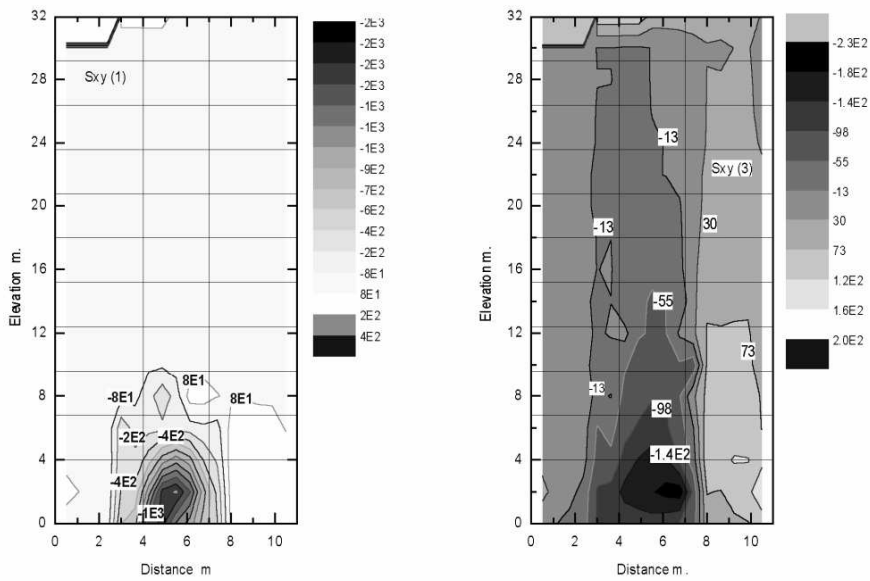 32
28
24
20
16
12
8
4
0
Elevation m.
Sxy (1)
8E1
-8E1
8E1
-2E2
-4E2
-4E2
-1E3
0 2 4 6 8 10
Distance m
-2E3
-2E3
-2E3
-2E3
-1E3
-1E3
-9E2
-7E2
-6E2
-4E2
-2E2
-8E1
8E1
2E2
4E2
32
28
24
20
16
12
8
4
0
Elevation m.
-13
Sxy (3)
-13
30
-55
73
-13
-98
-1.4E2
0 2 4 6 8 10
Distance m.
-2.3E2
-1.8E2
-1.4E2
-98
-55
-13
30
73
1.2E2
1.6E2
2.0E2